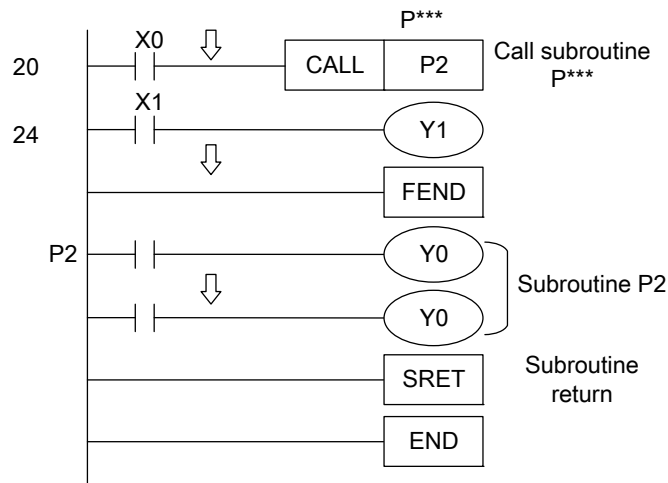 P***
X0
20
CALL
P2
Call subroutine
P***
X1
24
Y1
FEND
P2
Y0
Subroutine P2
Y0
SRET
Subroutine
return
END